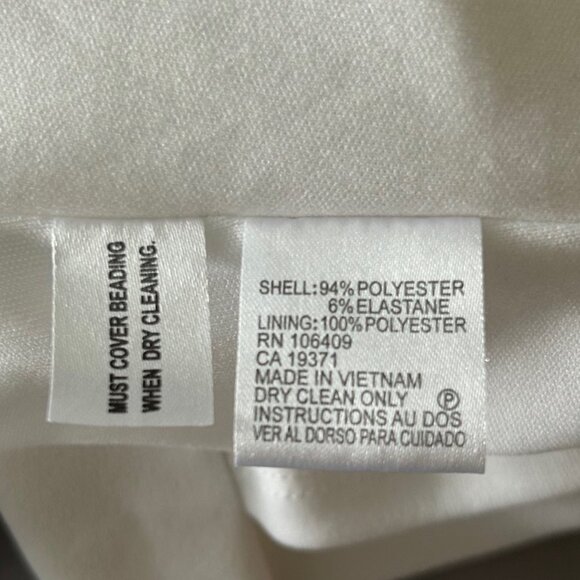 MUST COVER BEADING
WHEN DRY CLEANING.
SHELL: 94% POLYESTER
6% ELASTANE
LINING: 100% POLYESTER
RN 106409
CA 19371
MADE IN VIETNAM
DRY CLEAN ONLY Ⓟ
INSTRUCTIONS AU DOS
VER AL DORSO PARA CUIDADO